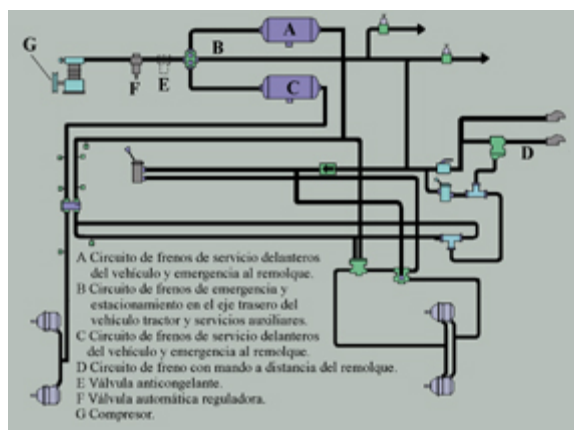 A
G
B
F
E
C
D
A Circuito de frenos de servicio delanteros
del vehículo y emergencia al remolque.
B Circuito de frenos de emergencia y
estacionamiento en el eje trasero del
vehículo tractor y servicios auxiliares.
C Circuito de frenos de servicio delanteros
del vehículo y emergencia al remolque.
D Circuito de freno con mando a distancia del remolque.
E Válvula anticongelante.
F Válvula automática reguladora.
G Compresor.